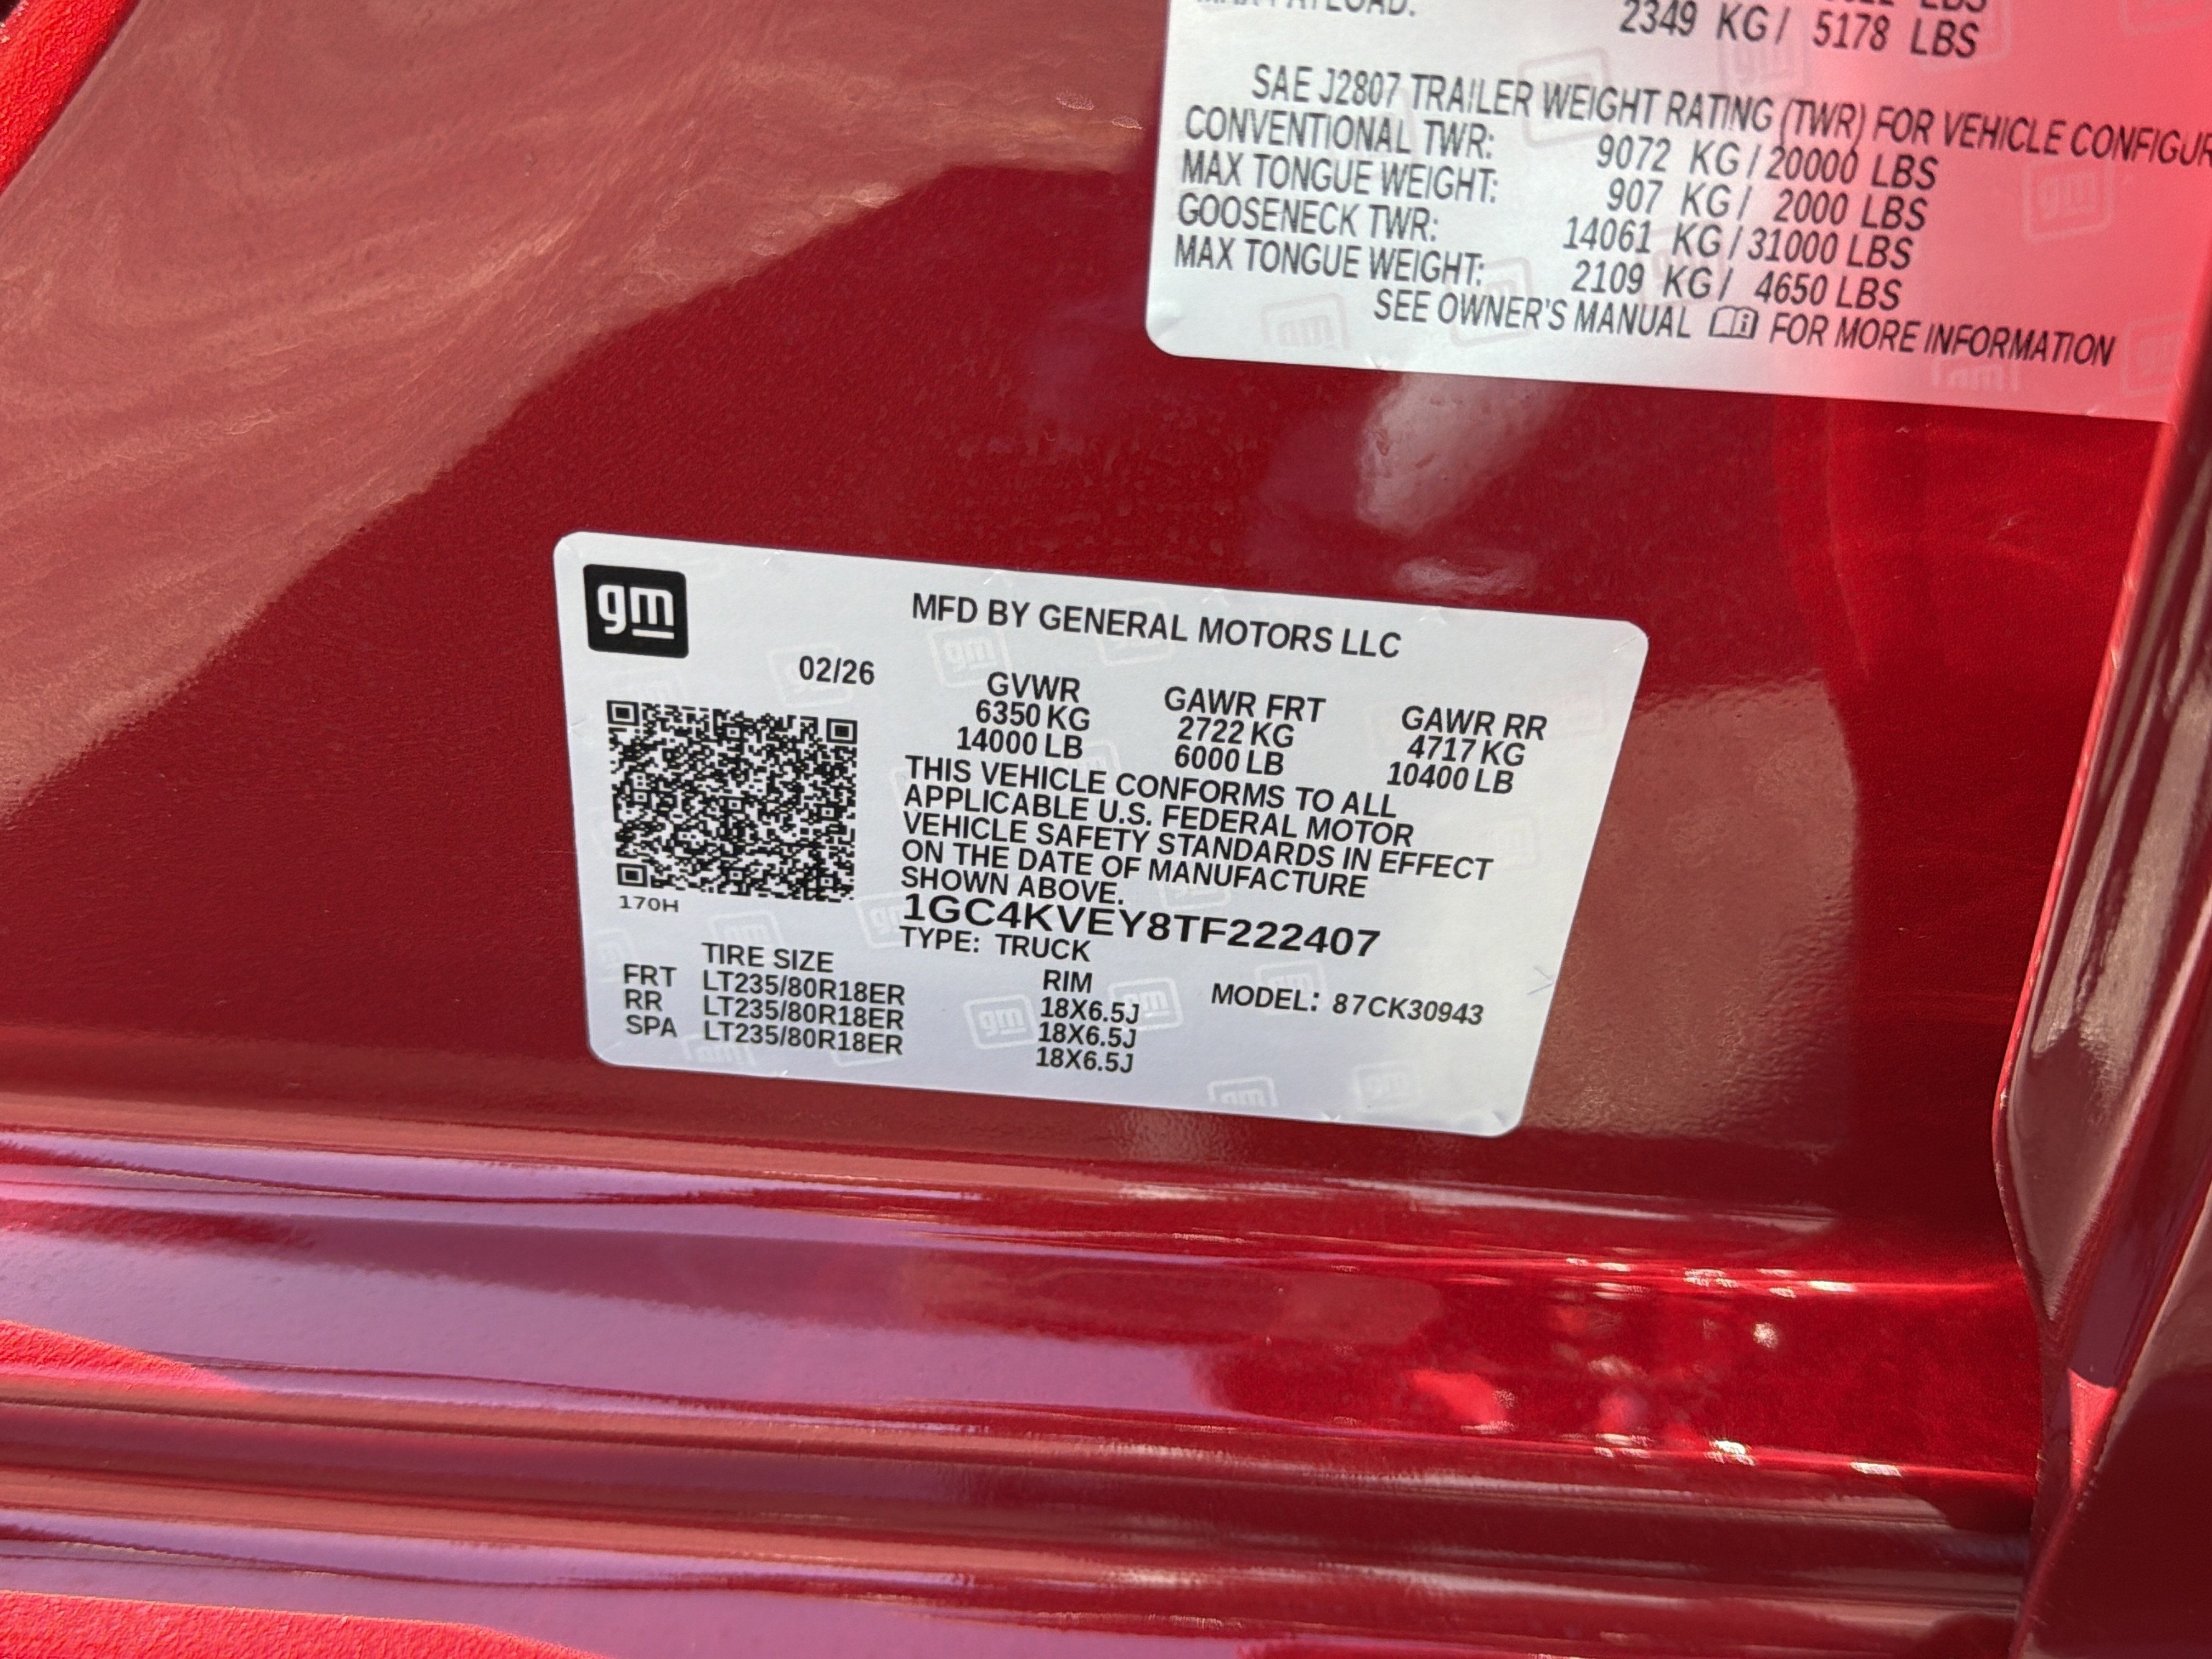 MAX PAYLOAD:
2349 KG / 5178 LBS
SAE J2807 TRAILER WEIGHT RATING (TWR) FOR VEHICLE
CONVENTIONAL TWR: 9072 KG / 20000 LBS
MAX TONGUE WEIGHT: 907 KG / 2000 LBS
GOOSENECK TWR: 14061 KG / 31000 LBS
MAX TONGUE WEIGHT: 2109 KG / 4650 LBS
SEE OWNER'S MANUAL FOR MORE INFORMATION
gm
MFD BY GENERAL MOTORS LLC
02/26
GVWR GAWR FRT GAWR RR
6350 KG 2722 KG 4717 KG
14000 LB 6000 LB 10400 LB
THIS VEHICLE CONFORMS TO ALL
APPLICABLE U.S. FEDERAL MOTOR
VEHICLE SAFETY STANDARDS IN EFFECT
ON THE DATE OF MANUFACTURE
SHOWN ABOVE.
170H
1GC4KVEY8TF222407
TYPE: TRUCK
TIRE SIZE RIM MODEL: 87CK30943
FRT LT235/80R18ER 18X6.5J
RR LT235/80R18ER 18X6.5J
SPA LT235/80R18ER 18X6.5J